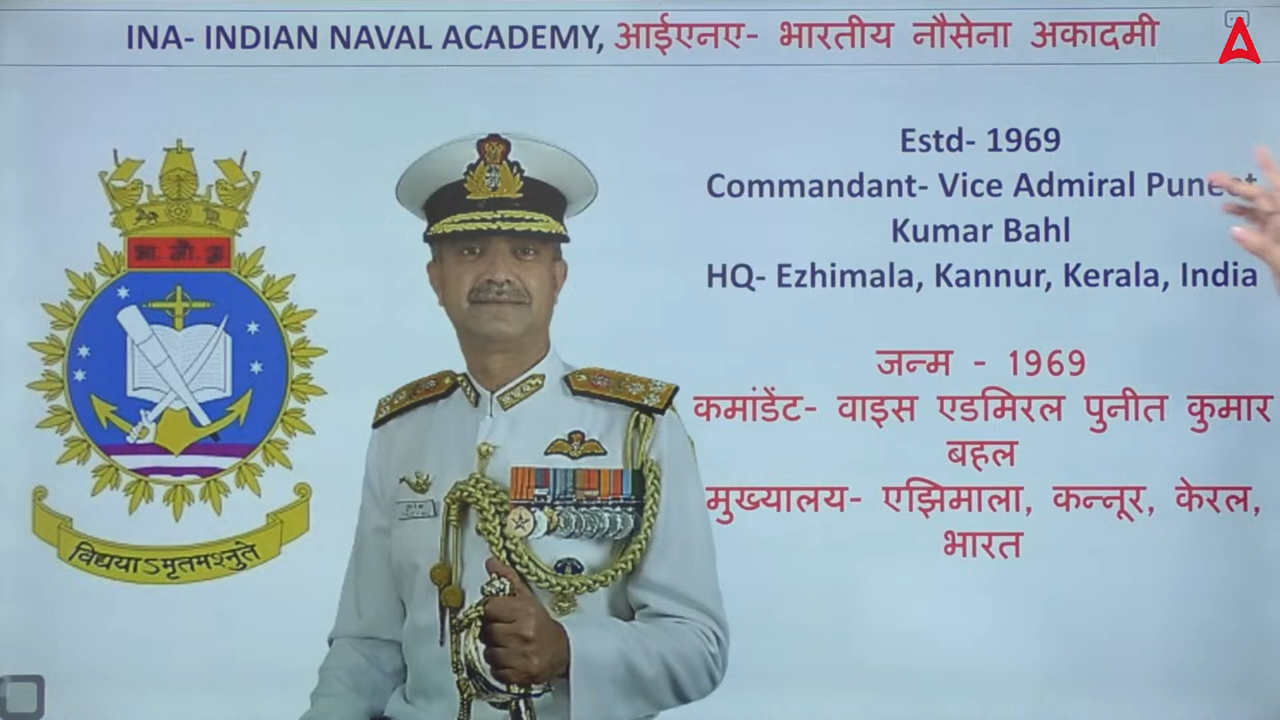 INA- INDIAN NAVAL ACADEMY, आईएनए- भारतीय नौसेना अकादमी
भा. नौ. अ
विद्ययाऽमृतमश्नुते
Estd- 1969
Commandant- Vice Admiral Puneet
Kumar Bahl
HQ- Ezhimala, Kannur, Kerala, India
जन्म - 1969
कमांडेंट- वाइस एडमिरल पुनीत कुमार
बहल
मुख्यालय- एझिमाला, कन्नूर, केरल,
भारत